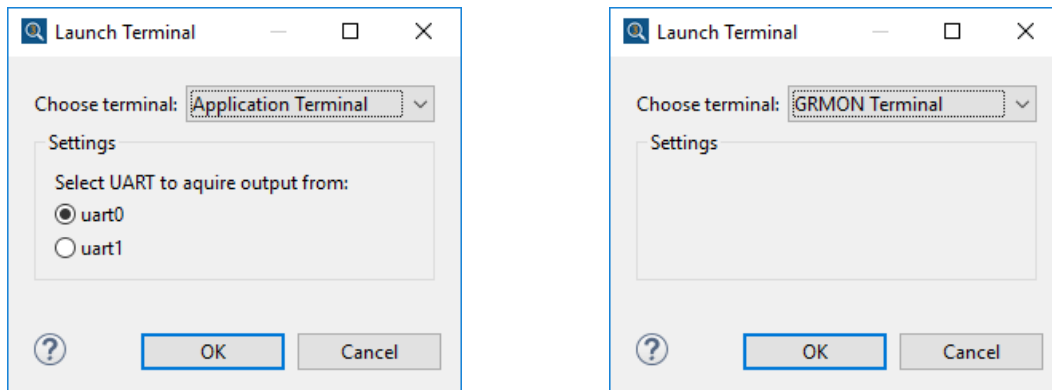 Launch Terminal
Choose terminal: Application Terminal
Settings
Select UART to aquire output from:
uart0
uart1
? OK Cancel
Launch Terminal
Choose terminal: GRMON Terminal
Settings
? OK Cancel